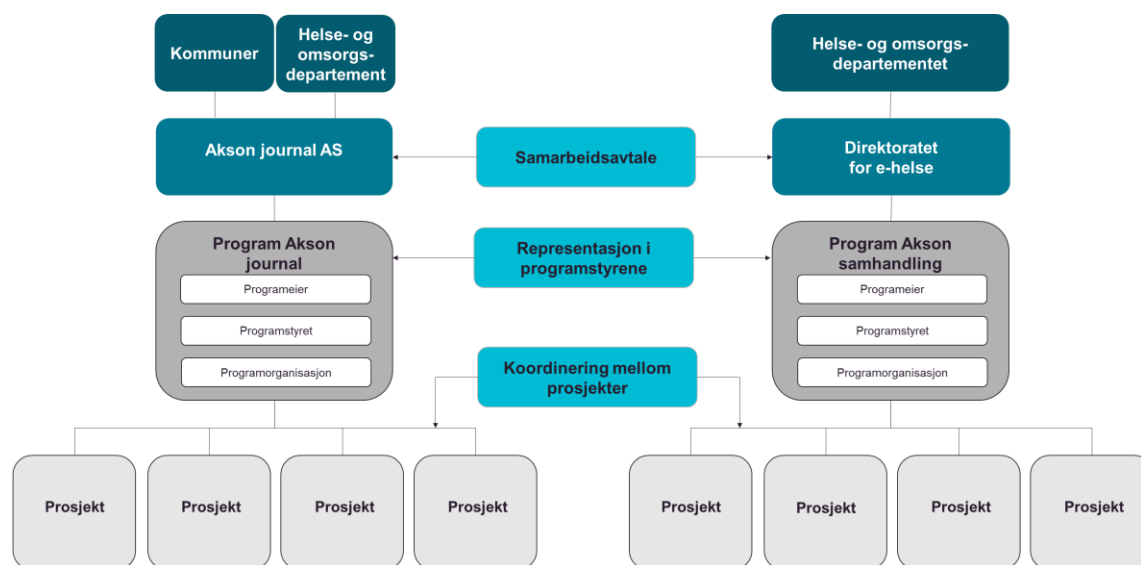 Kommuner
Helse- og
omsorgs-
departement
Helse- og omsorgs-
departementet
Akson journal AS
Samarbeidsavtale
Direktoratet
for e-helse
Program Akson
journal
Programeier
Programstyret
Programorganisasjon
Representasjon i
programstyrene
Program Akson
samhandling
Programeier
Programstyret
Programorganisasjon
Koordinering mellom
prosjekter
Prosjekt
Prosjekt
Prosjekt
Prosjekt
Prosjekt
Prosjekt
Prosjekt
Prosjekt